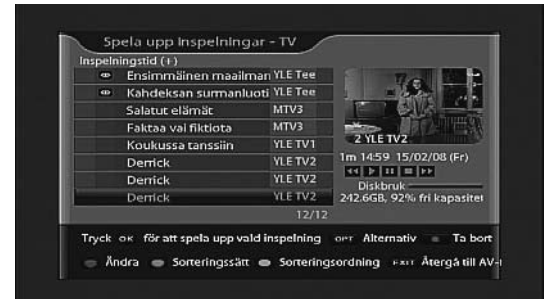 Spela upp inspelningar - TV
Inspelningstid (+)
Ensimmäinen maailman YLE Tee
Kahdeksan surmanluoti YLE Tee
Salatut elämät MTV3
Faktaa vai fiktiota MTV3
Koukussa tanssiin YLE TV1
Derrick YLE TV2
Derrick YLE TV2
Derrick YLE TV2
12/12
2 YLE TV2
1m 14:59 15/02/08 (Fr)
Diskbruk
242.6GB, 92% fri kapasitet
Tryck OK för att spela upp vald inspelning OPT Alternativ Ta bort
Ändra Sorteringssätt Sorteringsordning EXIT Återgå till AV-